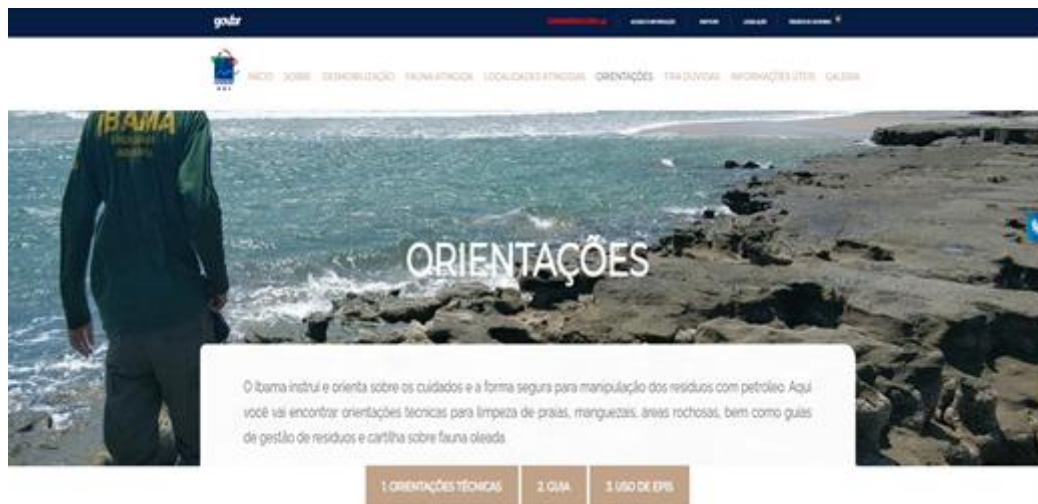 gov.br
INÍCIO SOBRE DESMOBILIZAÇÃO FAUNA ATINGIDA LOCALIDADES ATINGIDAS ORIENTAÇÕES TIRA DÚVIDAS INFORMAÇÕES ÚTEIS GALERIA
IBAMA
ORIENTAÇÕES
O Ibama instrui e orienta sobre os cuidados e a forma segura para manipulação dos resíduos com petróleo. Aqui
você vai encontrar orientações técnicas para limpeza de praias, manguezais, áreas rochosas, bem como guias
de gestão de resíduos e cartilha sobre fauna oleada.
1. ORIENTAÇÕES TÉCNICAS
2. GUIA
3. USO DE EPIS